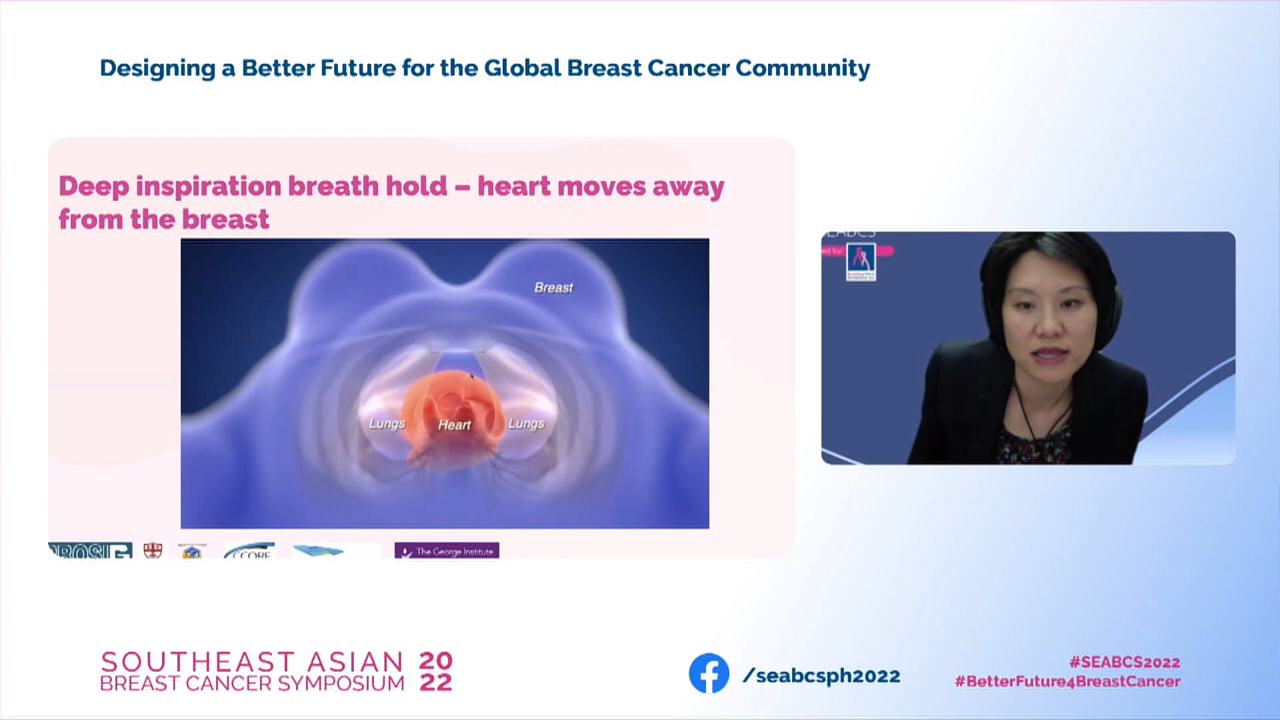 Designing a Better Future for the Global Breast Cancer Community
Deep inspiration breath hold – heart moves away
from the breast
Breast
Lungs
Heart
Lungs
The George Institute
SOUTHEAST ASIAN 20
BREAST CANCER SYMPOSIUM 22
/seabcsph2022
#SEABCS2022
#BetterFuture4BreastCancer